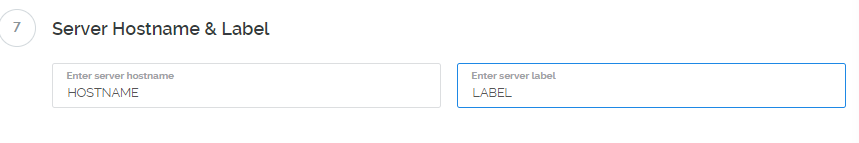 7
Server Hostname & Label
Enter server hostname
HOSTNAME
Enter server label
LABEL